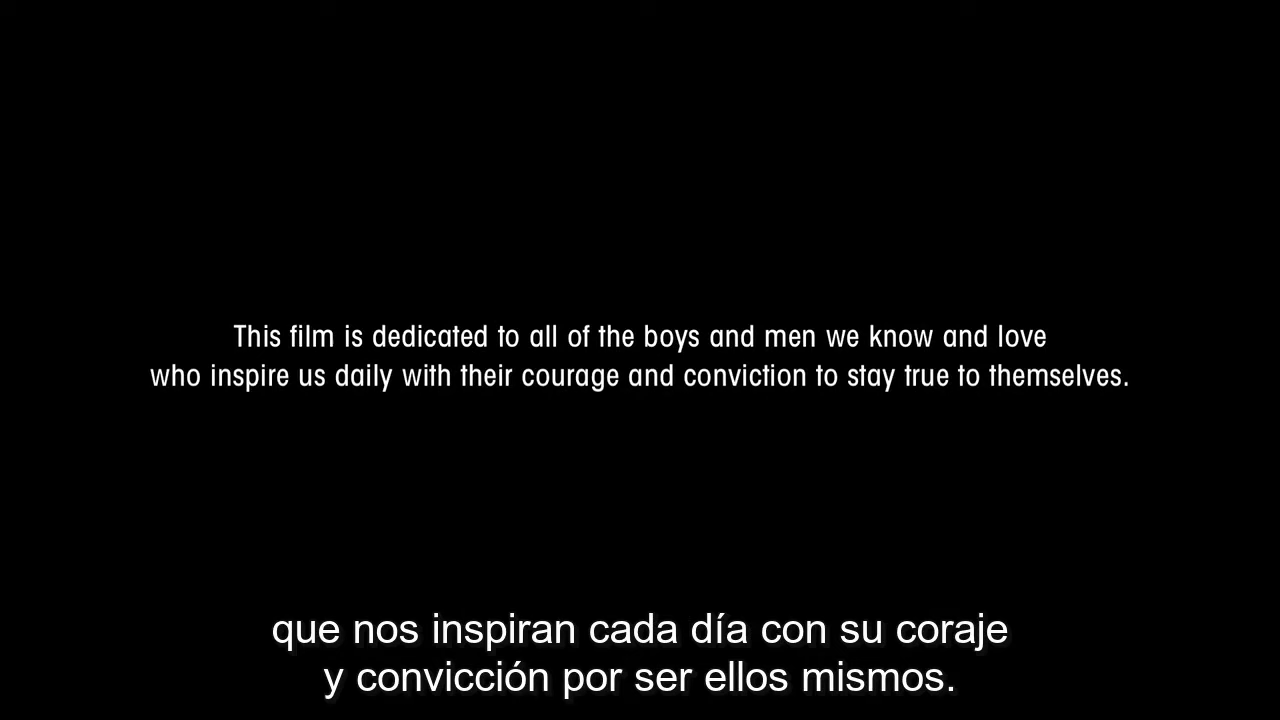 This film is dedicated to all of the boys and men we know and love
who inspire us daily with their courage and conviction to stay true to themselves.
que nos inspiran cada día con su coraje
y convicción por ser ellos mismos.